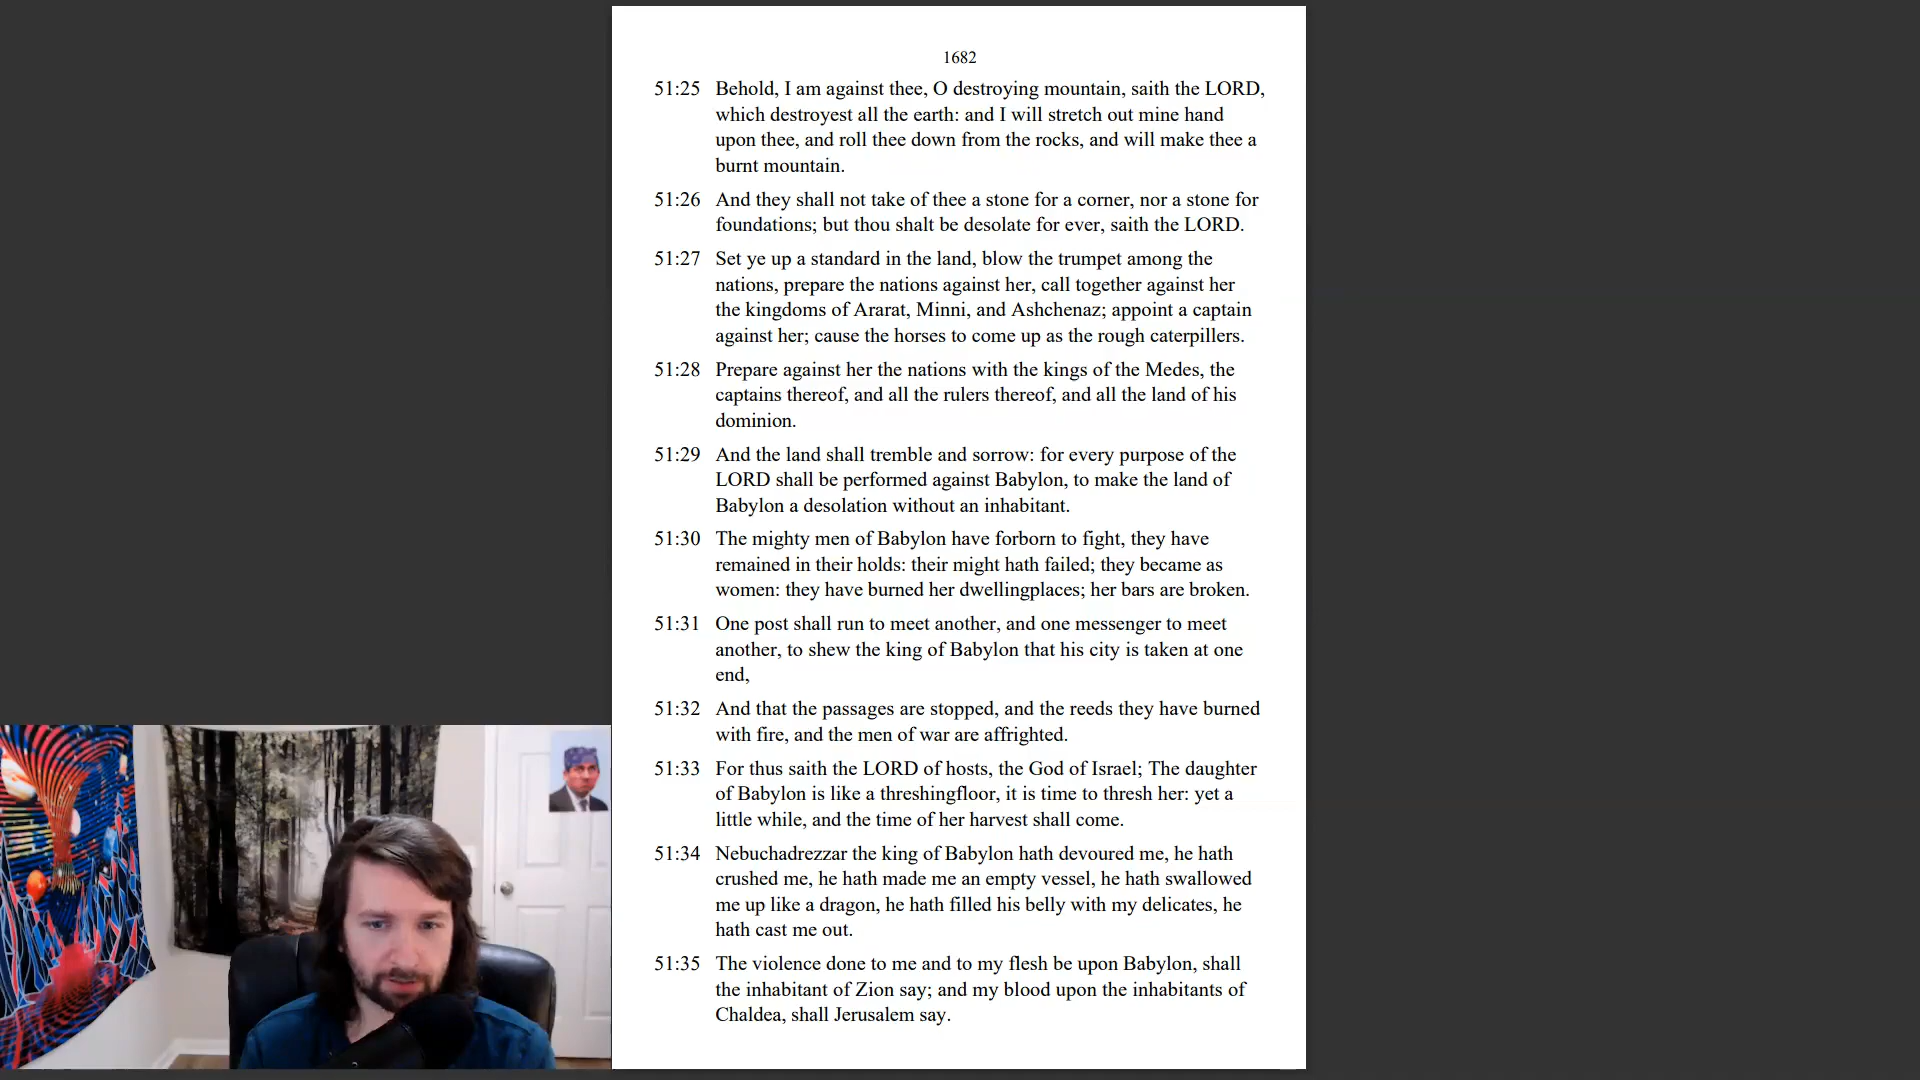 1682
51:25 Behold, I am against thee, O destroying mountain, saith the LORD,
which destroyest all the earth: and I will stretch out mine hand
upon thee, and roll thee down from the rocks, and will make thee a
burnt mountain.
51:26 And they shall not take of thee a stone for a corner, nor a stone for
foundations; but thou shalt be desolate for ever, saith the LORD.
51:27 Set ye up a standard in the land, blow the trumpet among the
nations, prepare the nations against her, call together against her
the kingdoms of Ararat, Minni, and Ashchenaz; appoint a captain
against her; cause the horses to come up as the rough caterpillers.
51:28 Prepare against her the nations with the kings of the Medes, the
captains thereof, and all the rulers thereof, and all the land of his
dominion.
51:29 And the land shall tremble and sorrow: for every purpose of the
LORD shall be performed against Babylon, to make the land of
Babylon a desolation without an inhabitant.
51:30 The mighty men of Babylon have forborn to fight, they have
remained in their holds: their might hath failed; they became as
women: they have burned her dwellingplaces; her bars are broken.
51:31 One post shall run to meet another, and one messenger to meet
another, to shew the king of Babylon that his city is taken at one
end,
51:32 And that the passages are stopped, and the reeds they have burned
with fire, and the men of war are affrighted.
51:33 For thus saith the LORD of hosts, the God of Israel; The daughter
of Babylon is like a threshingfloor, it is time to thresh her: yet a
little while, and the time of her harvest shall come.
51:34 Nebuchadrezzar the king of Babylon hath devoured me, he hath
crushed me, he hath made me an empty vessel, he hath swallowed
me up like a dragon, he hath filled his belly with my delicates, he
hath cast me out.
51:35 The violence done to me and to my flesh be upon Babylon, shall
the inhabitant of Zion say; and my blood upon the inhabitants of
Chaldea, shall Jerusalem say.